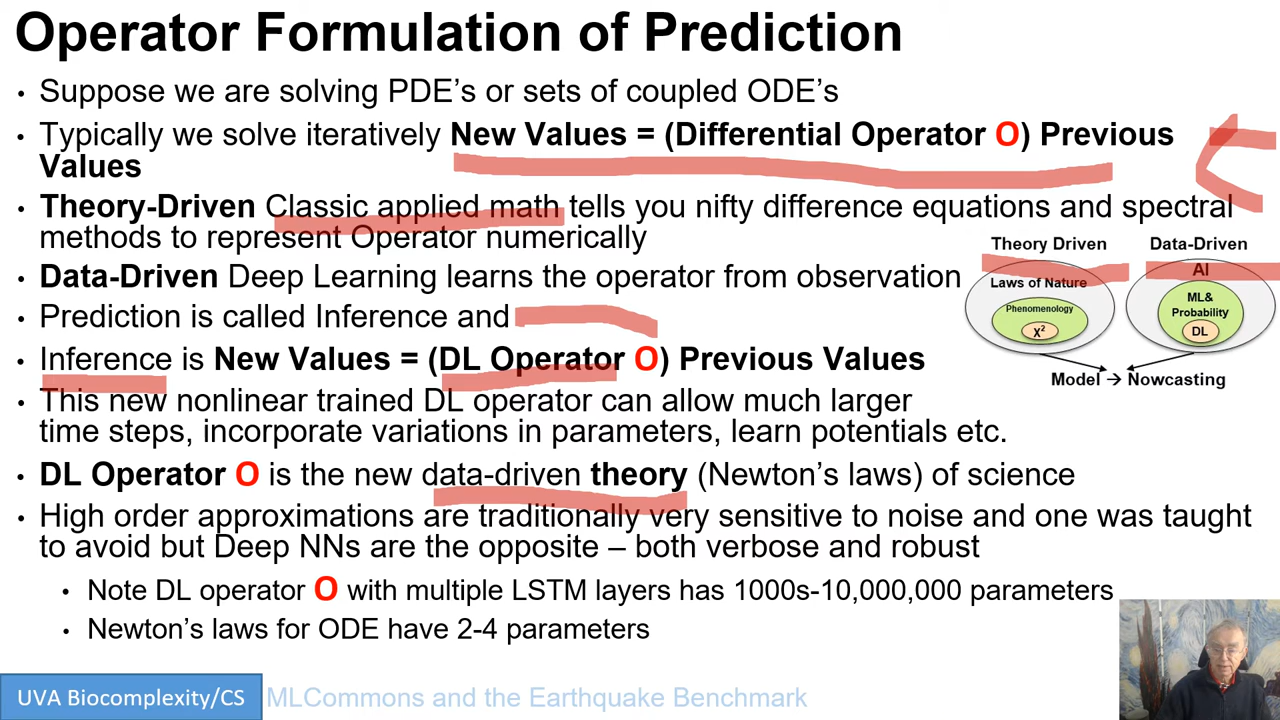 Operator Formulation of Prediction
• Suppose we are solving PDE's or sets of coupled ODE's
• Typically we solve iteratively New Values = (Differential Operator O) Previous
Values
• Theory-Driven Classic applied math tells you nifty difference equations and spectral
methods to represent Operator numerically
• Data-Driven Deep Learning learns the operator from observation
• Prediction is called Inference and
• Inference is New Values = (DL Operator O) Previous Values
• This new nonlinear trained DL operator can allow much larger
time steps, incorporate variations in parameters, learn potentials etc.
• DL Operator O is the new data-driven theory (Newton's laws) of science
• High order approximations are traditionally very sensitive to noise and one was taught
to avoid but Deep NNs are the opposite – both verbose and robust
• Note DL operator O with multiple LSTM layers has 1000s-10,000,000 parameters
• Newton's laws for ODE have 2-4 parameters
Theory Driven
Laws of Nature
Phenomenology
X²
Data-Driven
AI
ML&
Probability
DL
Model → Nowcasting
UVA Biocomplexity/CS
MLCommons and the Earthquake Benchmark